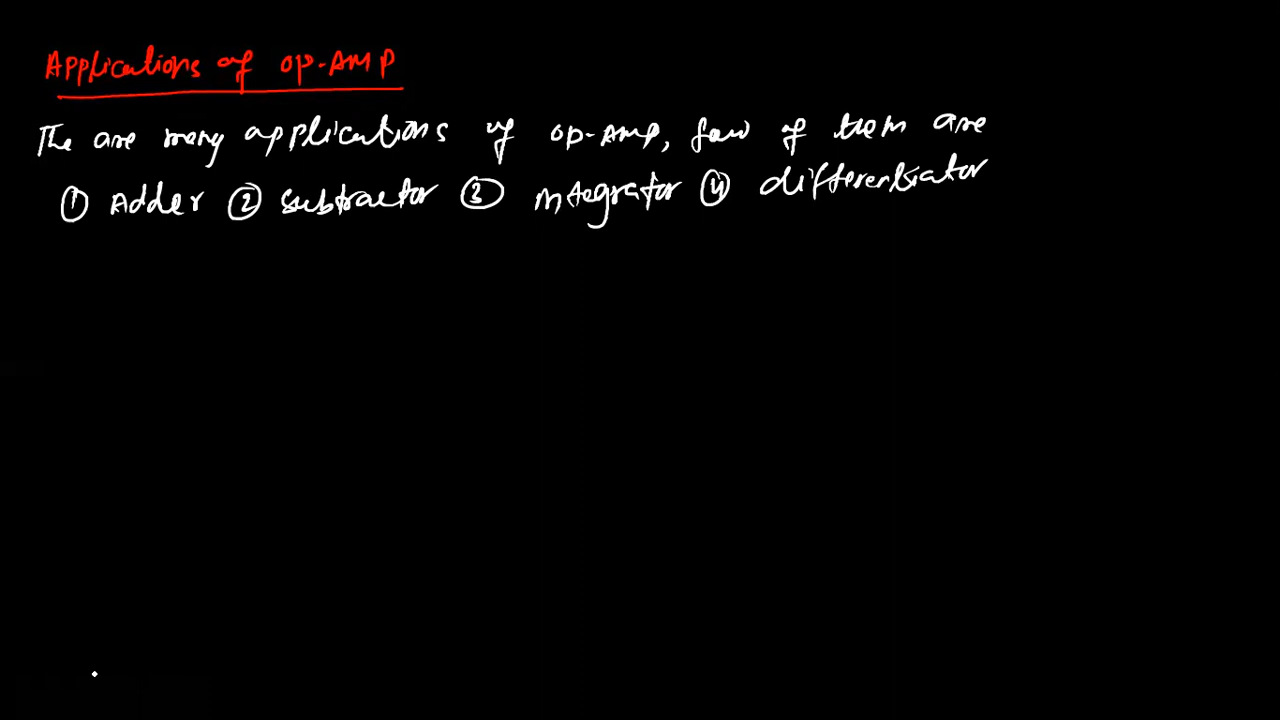 Applications of op-AMP
The are many applications of op-AMP, few of them are
① Adder ② subtractor ③ integrator ④ differentiator